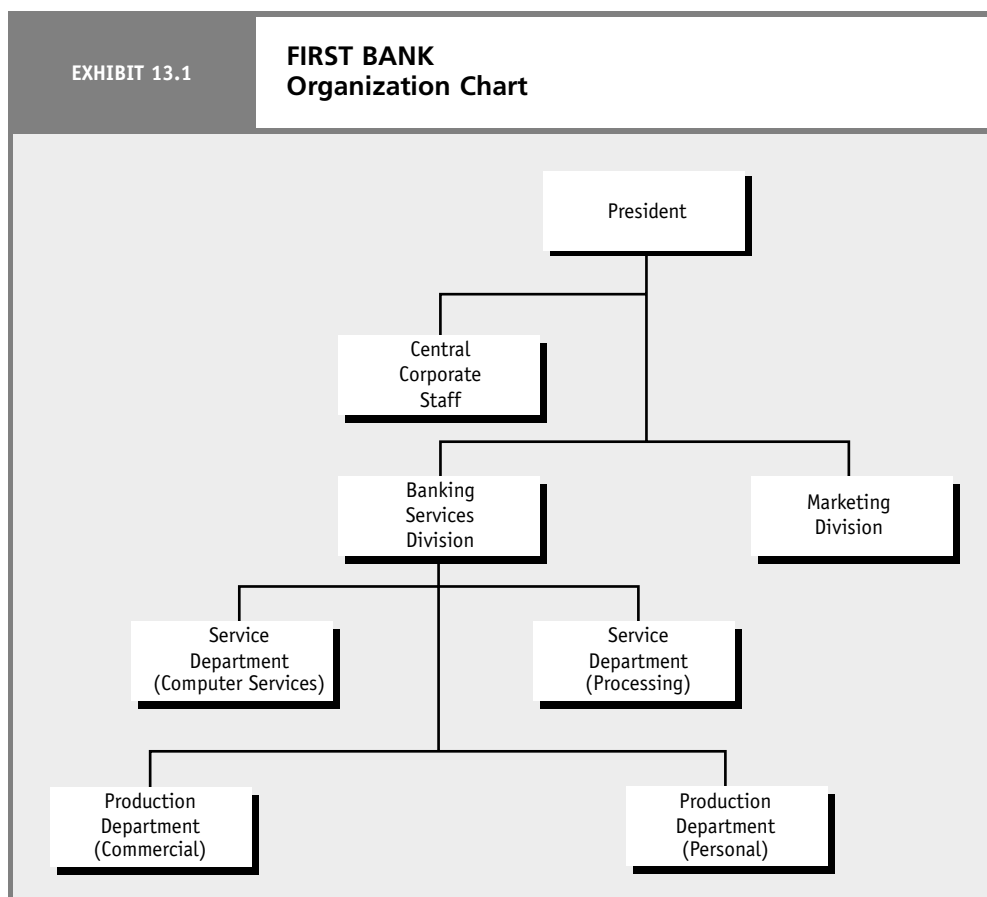 EXHIBIT 13.1
FIRST BANK
Organization Chart
President
Central
Corporate
Staff
Banking
Services
Division
Marketing
Division
Service
Department
(Computer Services)
Service
Department
(Processing)
Production
Department
(Commercial)
Production
Department
(Personal)